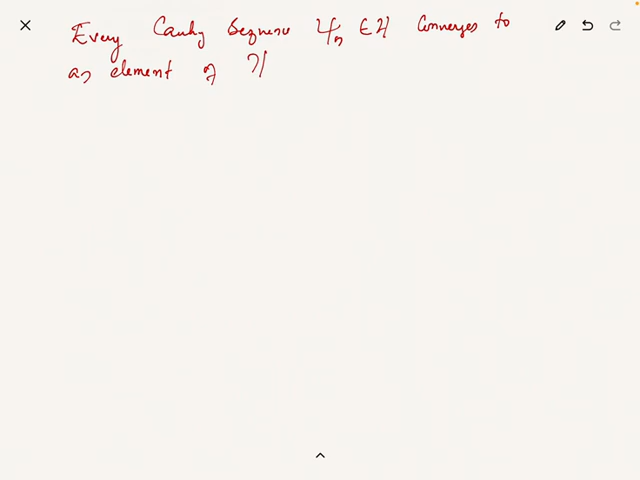 Every Cauchy Sequence Ψn ∈ ℋ Converges to
an element of ℋ